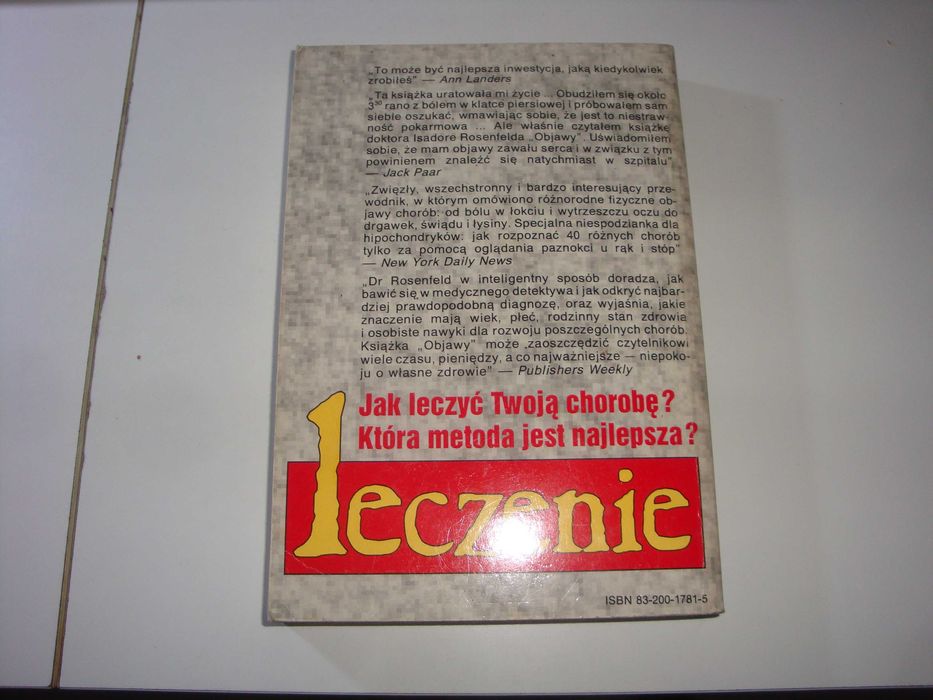 „To może być najlepsza inwestycja, jaką kiedykolwiek
zrobiłeś" — Ann Landers
„Ta książka uratowała mi życie ... Obudziłem się około
3³⁰ rano z bólem w klatce piersiowej i próbowałem sam
siebie oszukać, wmawiając sobie, że jest to niestraw-
ność pokarmowa ... Ale właśnie czytałem książkę
doktora Isadore Rosenfelda „Objawy". Uświadomiłem
sobie, że mam objawy zawału serca i w związku z tym
powinienem znaleźć się natychmiast w szpitalu"
— Jack Paar
„Zwięzły, wszechstronny i bardzo interesujący prze-
wodnik, w którym omówiono różnorodne fizyczne ob-
jawy chorób: od bólu w łokciu i wytrzeszczu oczu do
drgawek, świądu i łysiny. Specjalna niespodzianka dla
hipochondryków: jak rozpoznać 40 różnych chorób
tylko za pomocą oglądania paznokci u rąk i stóp"
— New York Daily News
„Dr Rosenfeld w inteligentny sposób doradza, jak
bawić się w medycznego detektywa i jak odkryć najbar-
dziej prawdopodobną diagnozę, oraz wyjaśnia, jakie
znaczenie mają wiek, płeć, rodzinny stan zdrowia
i osobiste nawyki dla rozwoju poszczególnych chorób.
Książka „Objawy" może zaoszczędzić czytelnikowi
wiele czasu, pieniędzy, a co najważniejsze — niepoko-
ju o własne zdrowie" — Publishers Weekly
Jak leczyć Twoją chorobę?
Która metoda jest najlepsza?
leczenie
ISBN 83-200-1781-5